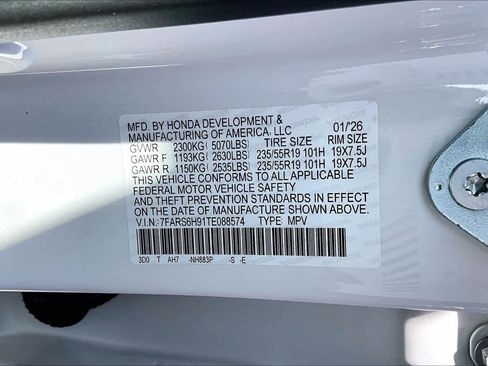 MFD. BY HONDA DEVELOPMENT &
MANUFACTURING OF AMERICA, LLC 01/'26
GVWR 2300KG( 5070LBS) TIRE SIZE RIM SIZE
GAWR F 1193KG( 2630LBS) 235/55R19 101H 19X7.5J
GAWR R 1150KG( 2535LBS) 235/55R19 101H 19X7.5J
THIS VEHICLE CONFORMS TO ALL APPLICABLE
FEDERAL MOTOR VEHICLE SAFETY
AND THEFT PREVENTION STANDARDS IN EFFECT
ON THE DATE OF MANUFACTURE SHOWN ABOVE.
V.I.N.: 7FARS6H91TE088574 TYPE: MPV
3D0 T AH7 -NH883P -S -E